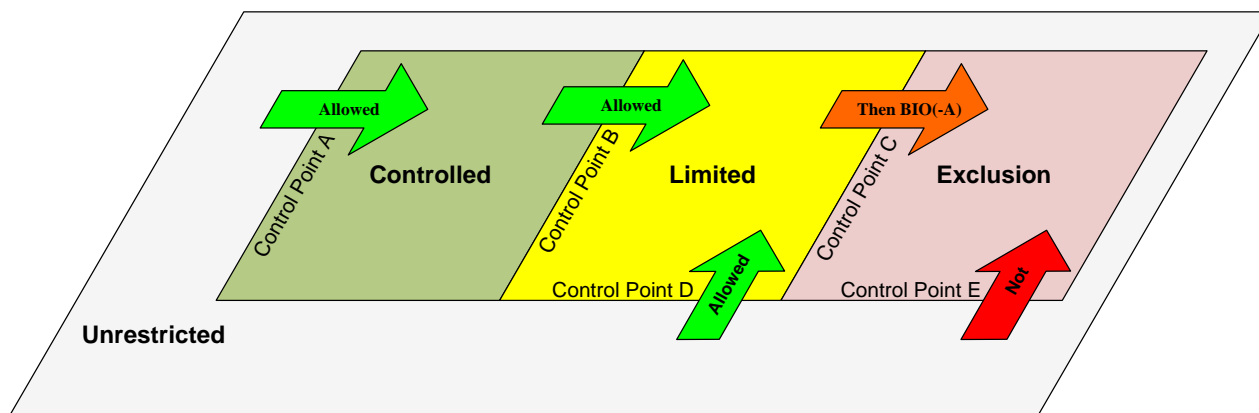 Allowed
Allowed
Then BIO(-A)
Control Point A
Control Point B
Control Point C
Controlled
Limited
Exclusion
Control Point D
Allowed
Control Point E
Not
Unrestricted